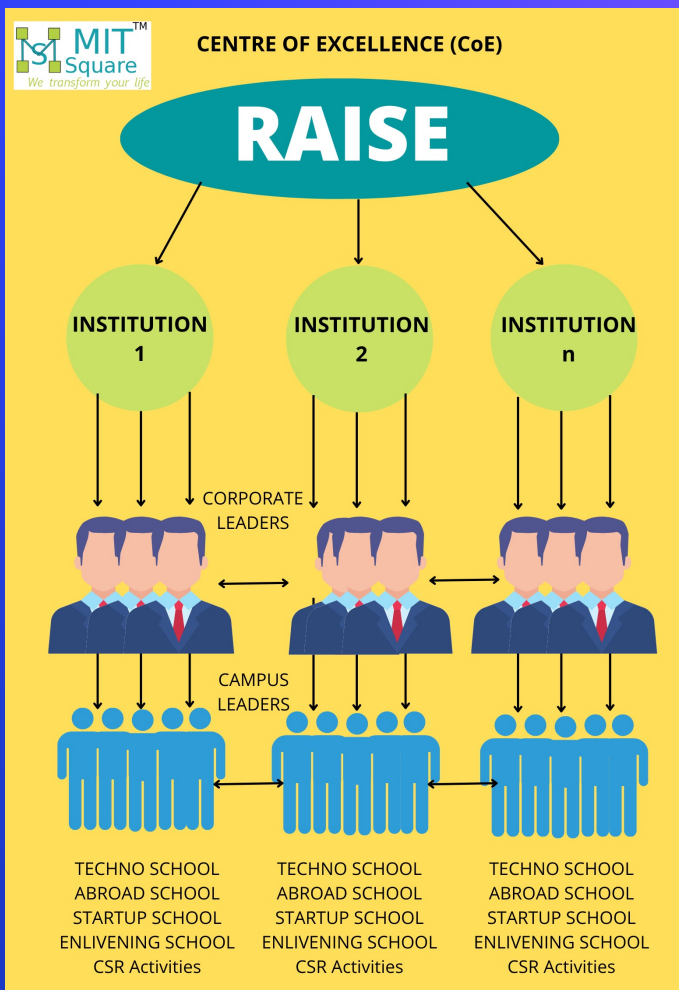 MIT TM
Square
We transform your life
CENTRE OF EXCELLENCE (CoE)
RAISE
INSTITUTION
1
INSTITUTION
2
INSTITUTION
n
CORPORATE
LEADERS
CAMPUS
LEADERS
TECHNO SCHOOL
ABROAD SCHOOL
STARTUP SCHOOL
ENLIVENING SCHOOL
CSR Activities
TECHNO SCHOOL
ABROAD SCHOOL
STARTUP SCHOOL
ENLIVENING SCHOOL
CSR Activities
TECHNO SCHOOL
ABROAD SCHOOL
STARTUP SCHOOL
ENLIVENING SCHOOL
CSR Activities